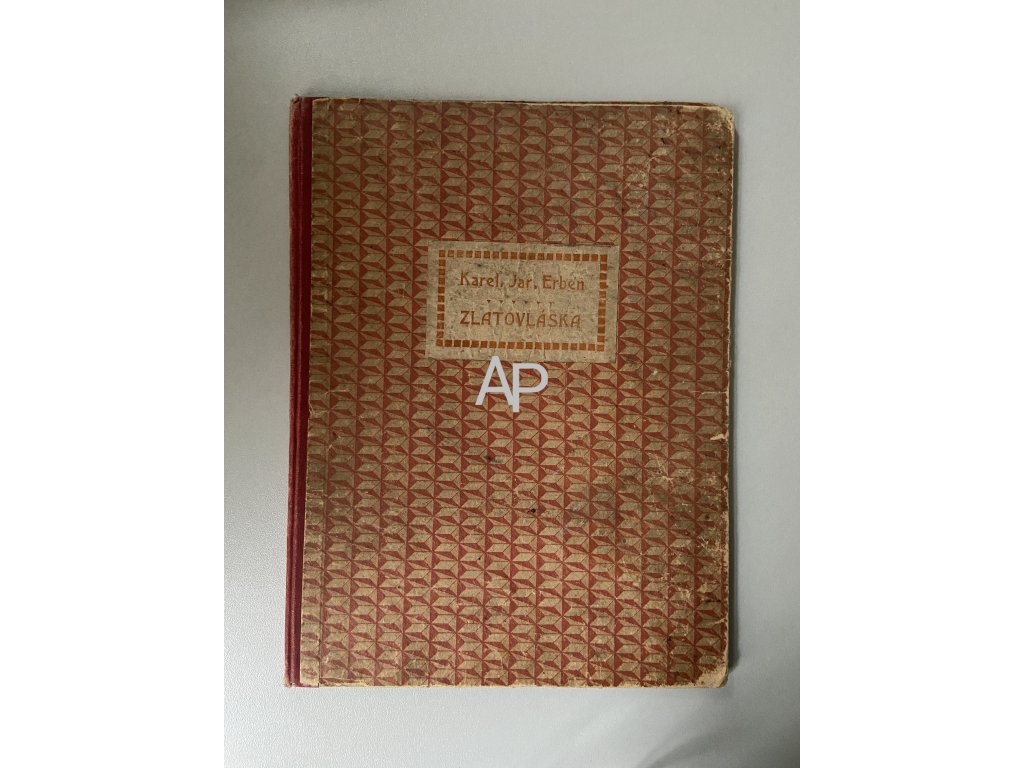 Karel. Jar. Erben
ZLATOVLÁSKA
AP